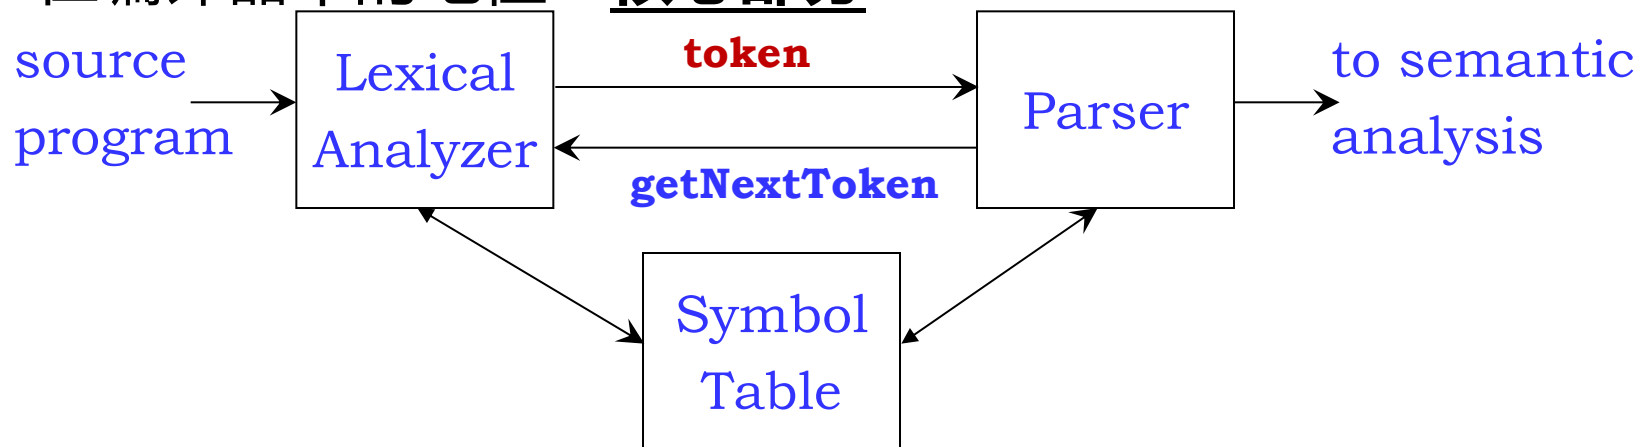 token
source
Lexical
to semantic
Parser
program
Analyzer
analysis
getNextToken
Symbol
Table